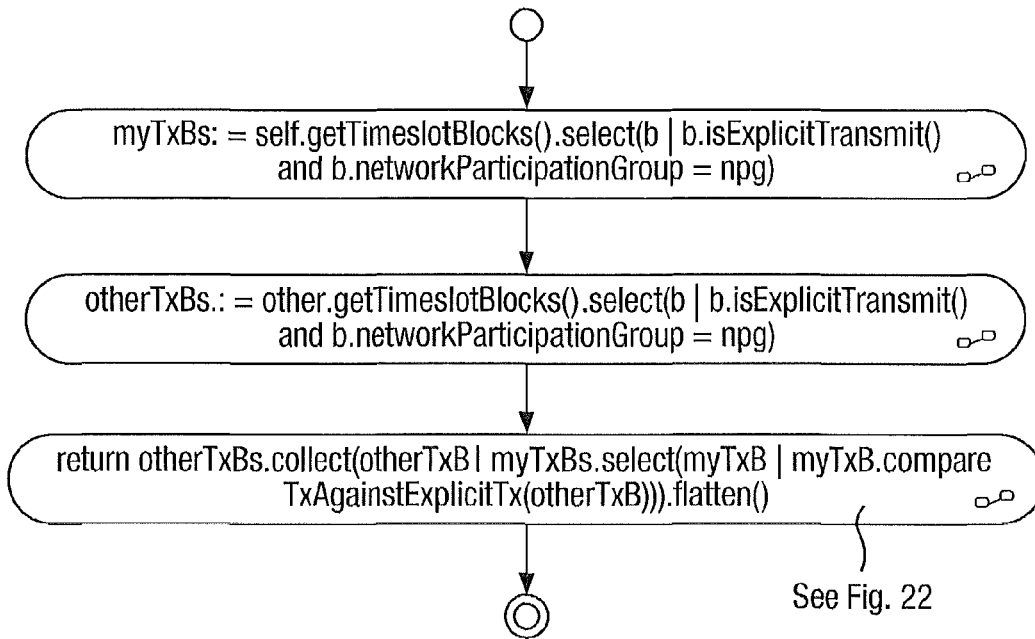 myTxBs: = self.getTimeslotBlocks().select(b | b.isExplicitTransmit()
and b.networkParticipationGroup = npg)
otherTxBs.: = other.getTimeslotBlocks().select(b | b.isExplicitTransmit()
and b.networkParticipationGroup = npg)
return otherTxBs.collect(otherTxB | myTxBs.select(myTxB | myTxB.compare
TxAgainstExplicitTx(otherTxB))).flatten()
See Fig. 22